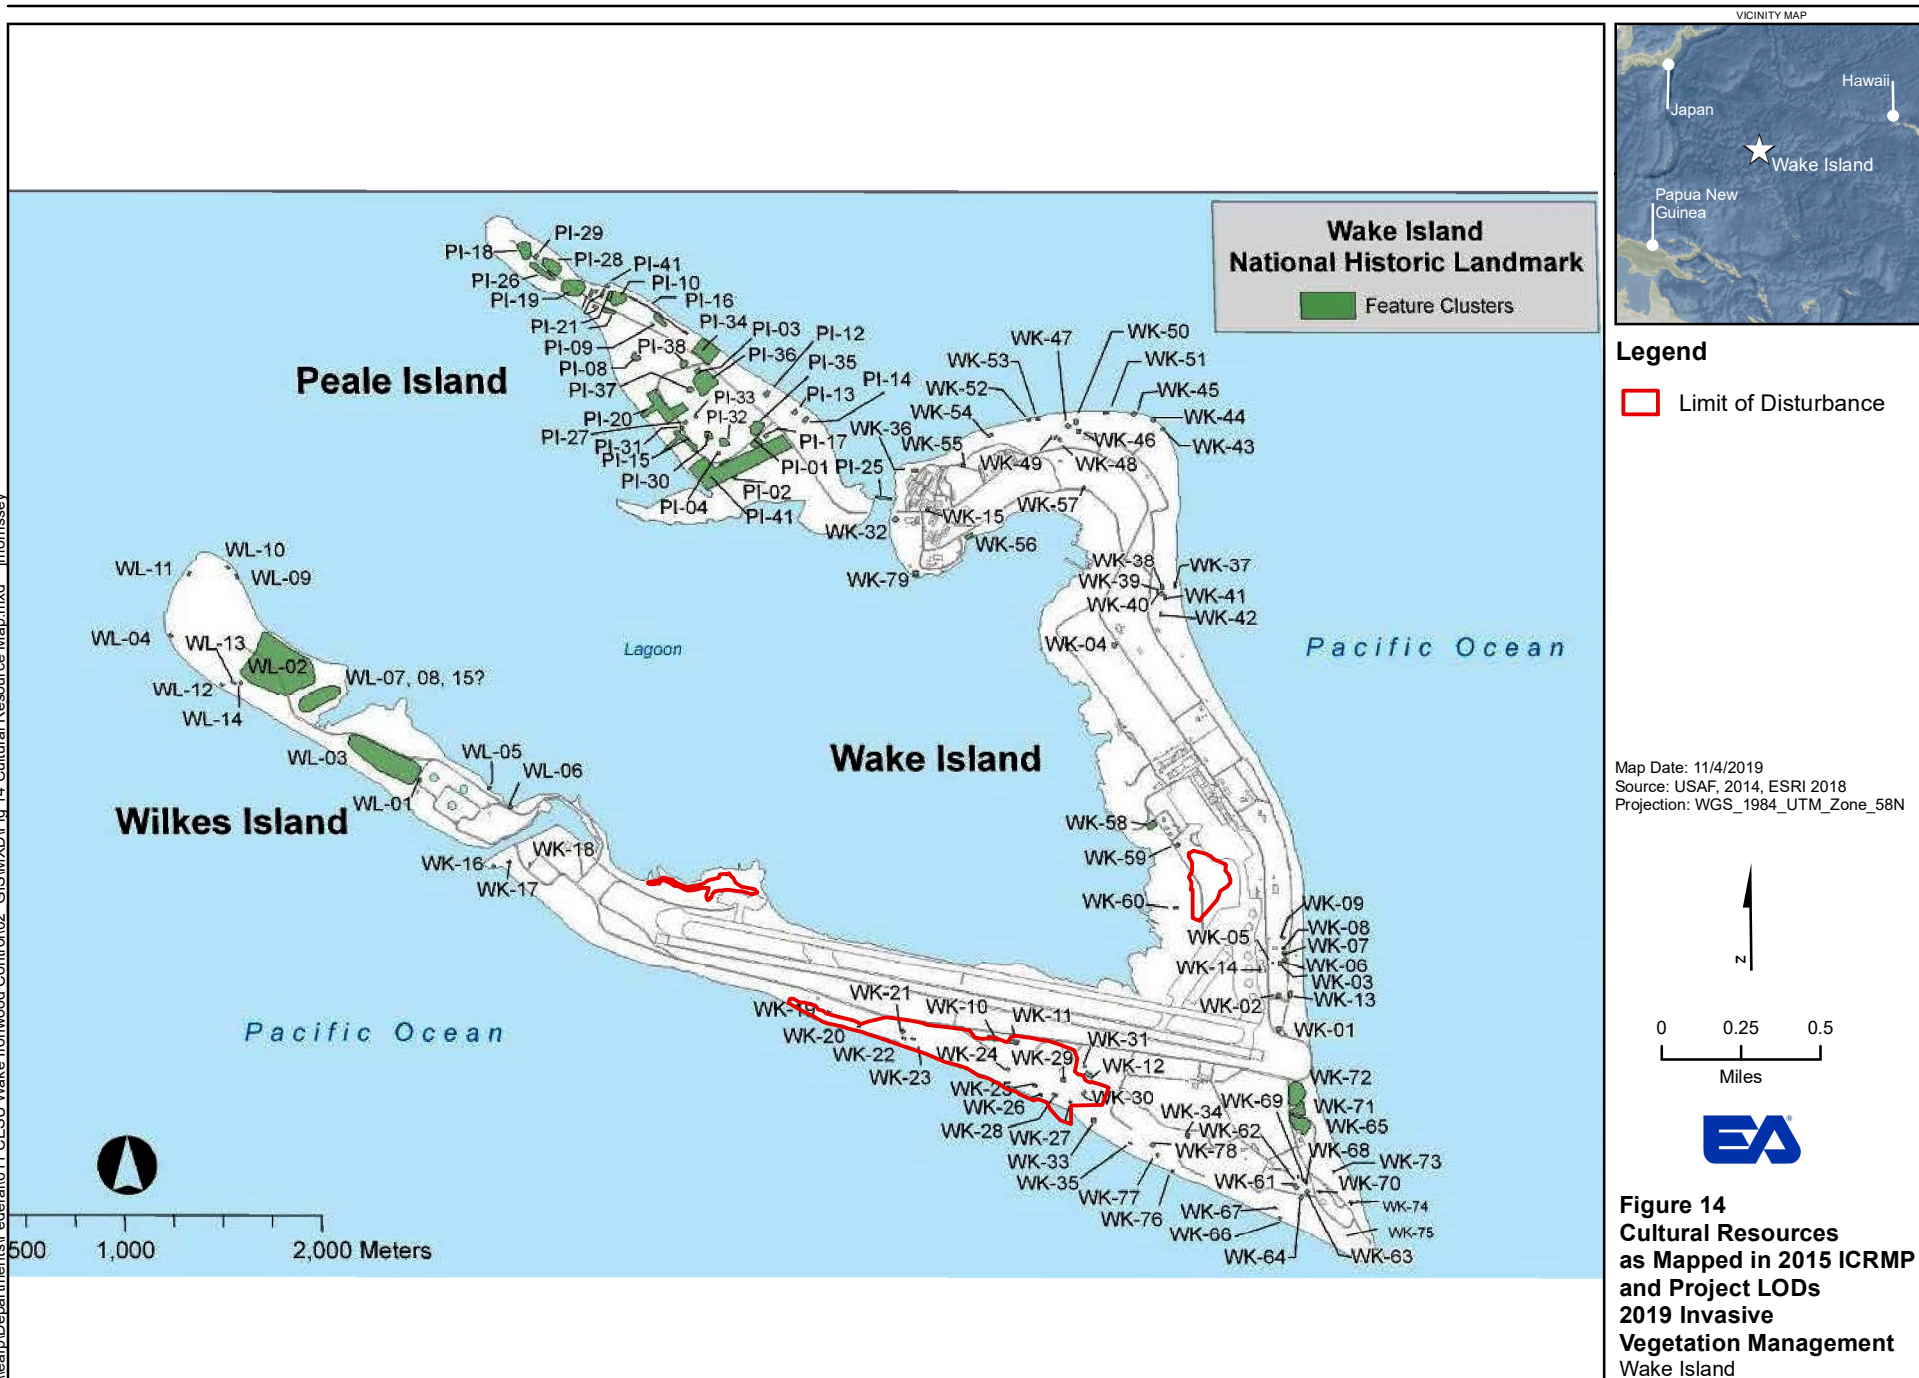 VICINITY MAP
Japan
Hawaii
Wake Island
Papua New
Guinea
Wake Island
National Historic Landmark
Feature Clusters
Legend
Limit of Disturbance
Peale Island
PI-29
PI-18
PI-28
PI-41
PI-26
PI-10
PI-19
PI-16
PI-21
PI-34
PI-03
PI-12
PI-09
PI-38
PI-36
PI-35
PI-08
PI-37
PI-33
PI-14
PI-13
PI-20
PI-32
PI-27
PI-31
PI-17
PI-15
PI-01
PI-25
PI-30
PI-02
PI-04
PI-41
WK-47
WK-50
WK-53
WK-51
WK-52
WK-45
WK-54
WK-44
WK-36
WK-55
WK-46
WK-43
WK-49
WK-48
WK-57
WK-15
WK-32
WK-56
WK-79
WK-38
WK-37
WK-39
WK-41
WK-40
WK-42
WK-04
WL-10
WL-11
WL-09
WL-04
WL-13
WL-02
WL-07, 08, 15?
WL-12
WL-14
WL-03
WL-05
WL-06
WL-01
Wilkes Island
Lagoon
Wake Island
Pacific Ocean
WK-58
WK-59
WK-60
WK-16
WK-18
WK-17
WK-09
WK-08
WK-05
WK-07
WK-14
WK-06
WK-03
WK-02
WK-13
WK-01
WK-19
WK-21
WK-10
WK-11
WK-20
WK-31
WK-22
WK-24
WK-29
WK-12
WK-23
WK-25
WK-26
WK-30
WK-28
WK-27
WK-33
WK-35
WK-34
WK-69
WK-72
WK-71
WK-62
WK-65
WK-78
WK-68
WK-73
WK-77
WK-61
WK-70
WK-76
WK-67
WK-74
WK-66
WK-75
WK-64
WK-63
Pacific Ocean
500 1,000 2,000 Meters
Map Date: 11/4/2019
Source: USAF, 2014, ESRI 2018
Projection: WGS_1984_UTM_Zone_58N
N
0 0.25 0.5
Miles
EA
Figure 14
Cultural Resources
as Mapped in 2015 ICRMP
and Project LODs
2019 Invasive
Vegetation Management
Wake Island